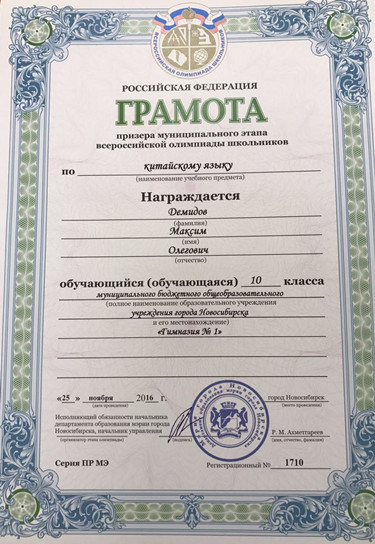 ВСЕРОССИЙСКАЯ ОЛИМПИАДА ШКОЛЬНИКОВ
РОССИЙСКАЯ ФЕДЕРАЦИЯ
ГРАМОТА
призера муниципального этапа
всероссийской олимпиады школьников
по китайскому языку
(наименование учебного предмета)
Награждается
Демидов
(фамилия)
Максим
(имя)
Олегович
(отчество)
обучающийся (обучающаяся) 10 класса
муниципального бюджетного общеобразовательного
(полное наименование образовательного учреждения
учреждения города Новосибирска
и его местонахождение)
«Гимназия № 1»
«25» ноября 2016 г. город Новосибирск
(дата проведения) (место проведения)
Исполняющий обязанности начальника
департамента образования мэрии города
Новосибирска, начальника управления Р. М. Ахметгареев
(организатор этапа олимпиады) (подпись) (имя, отчество, фамилия)
Серия ПР МЭ Регистрационный № 1710